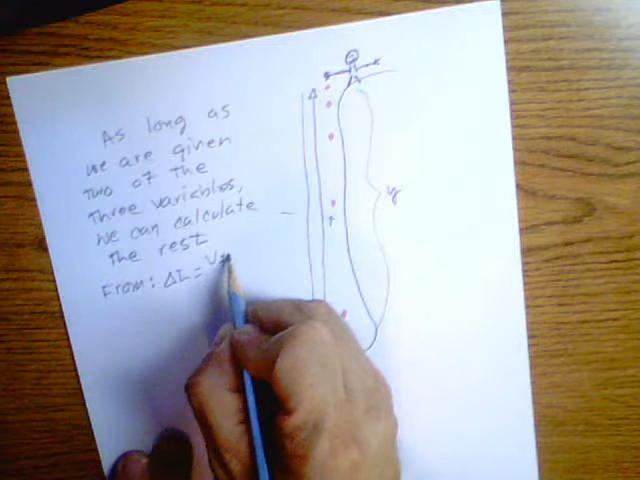 As long as
we are given
two of the
three variables,
we can calculate
the rest
From: ΔL = V
y